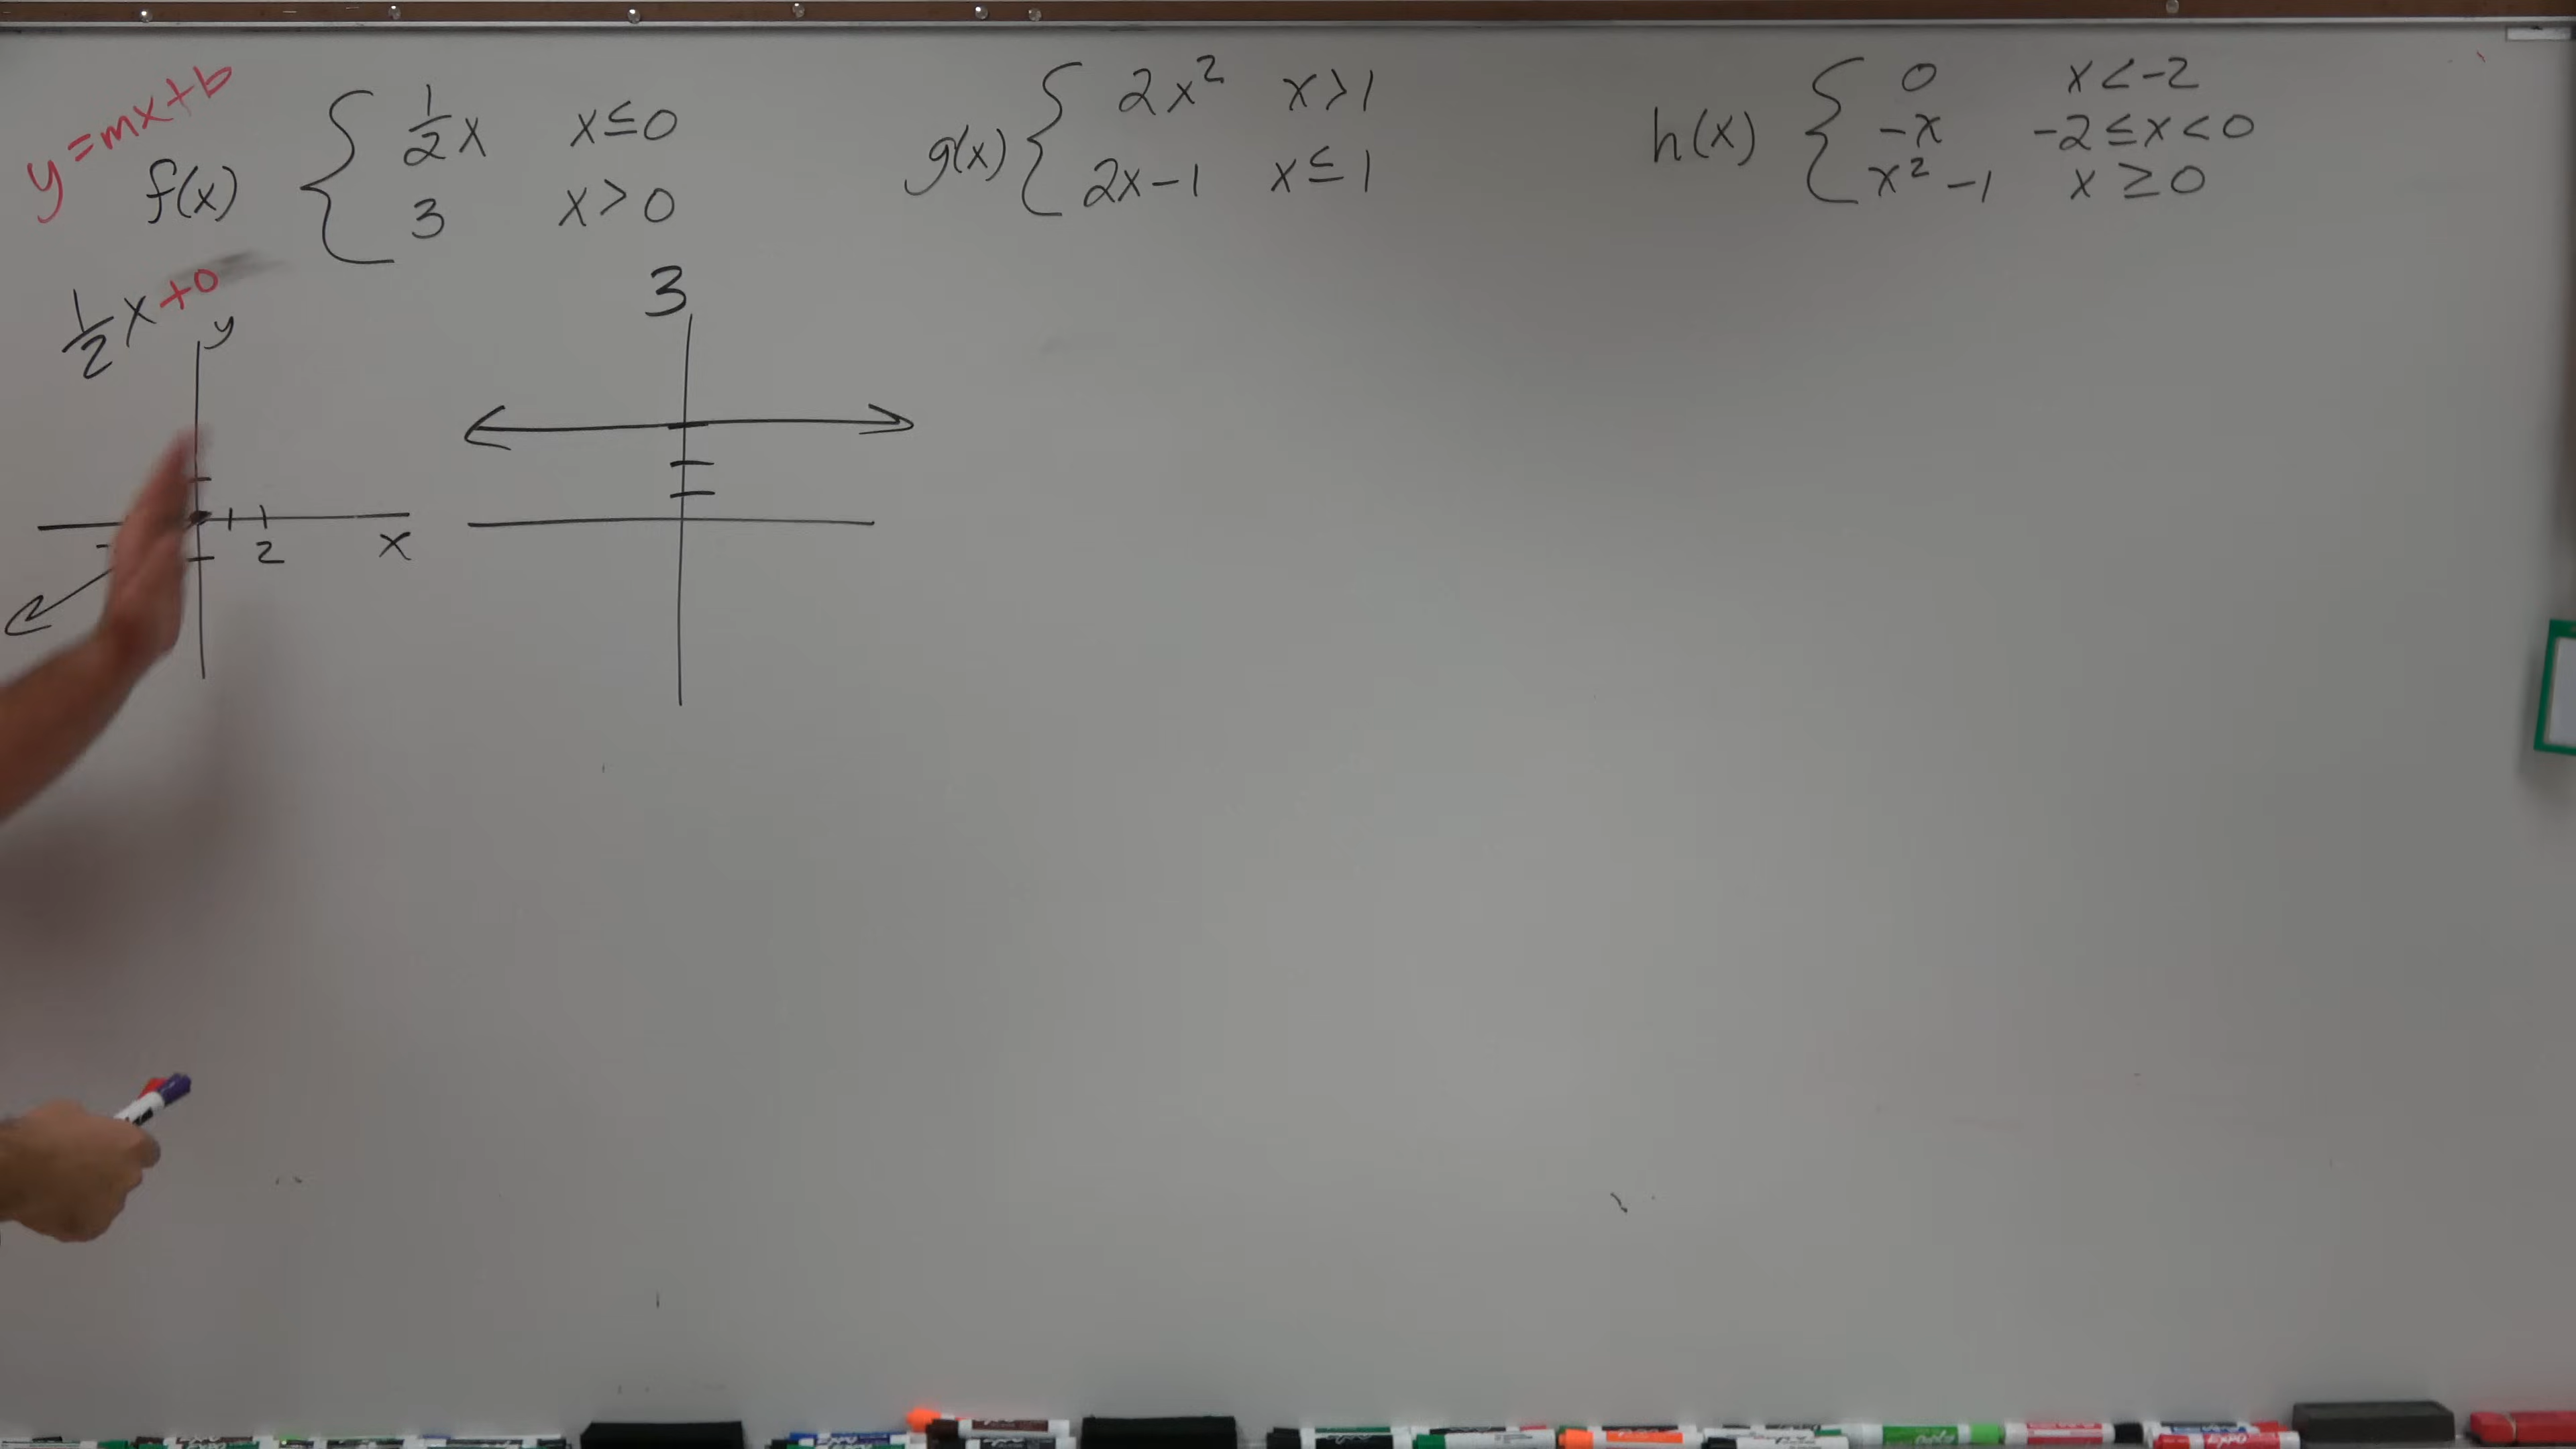 y=mx+b
f(x) { 1/2 x x≤0
3 x>0
g(x) { 2x² x>1
2x-1 x≤1
h(x) { 0 x<-2
-x -2≤x<0
x²-1 x≥0
1/2 x +0
y
2
x
3
EXPO